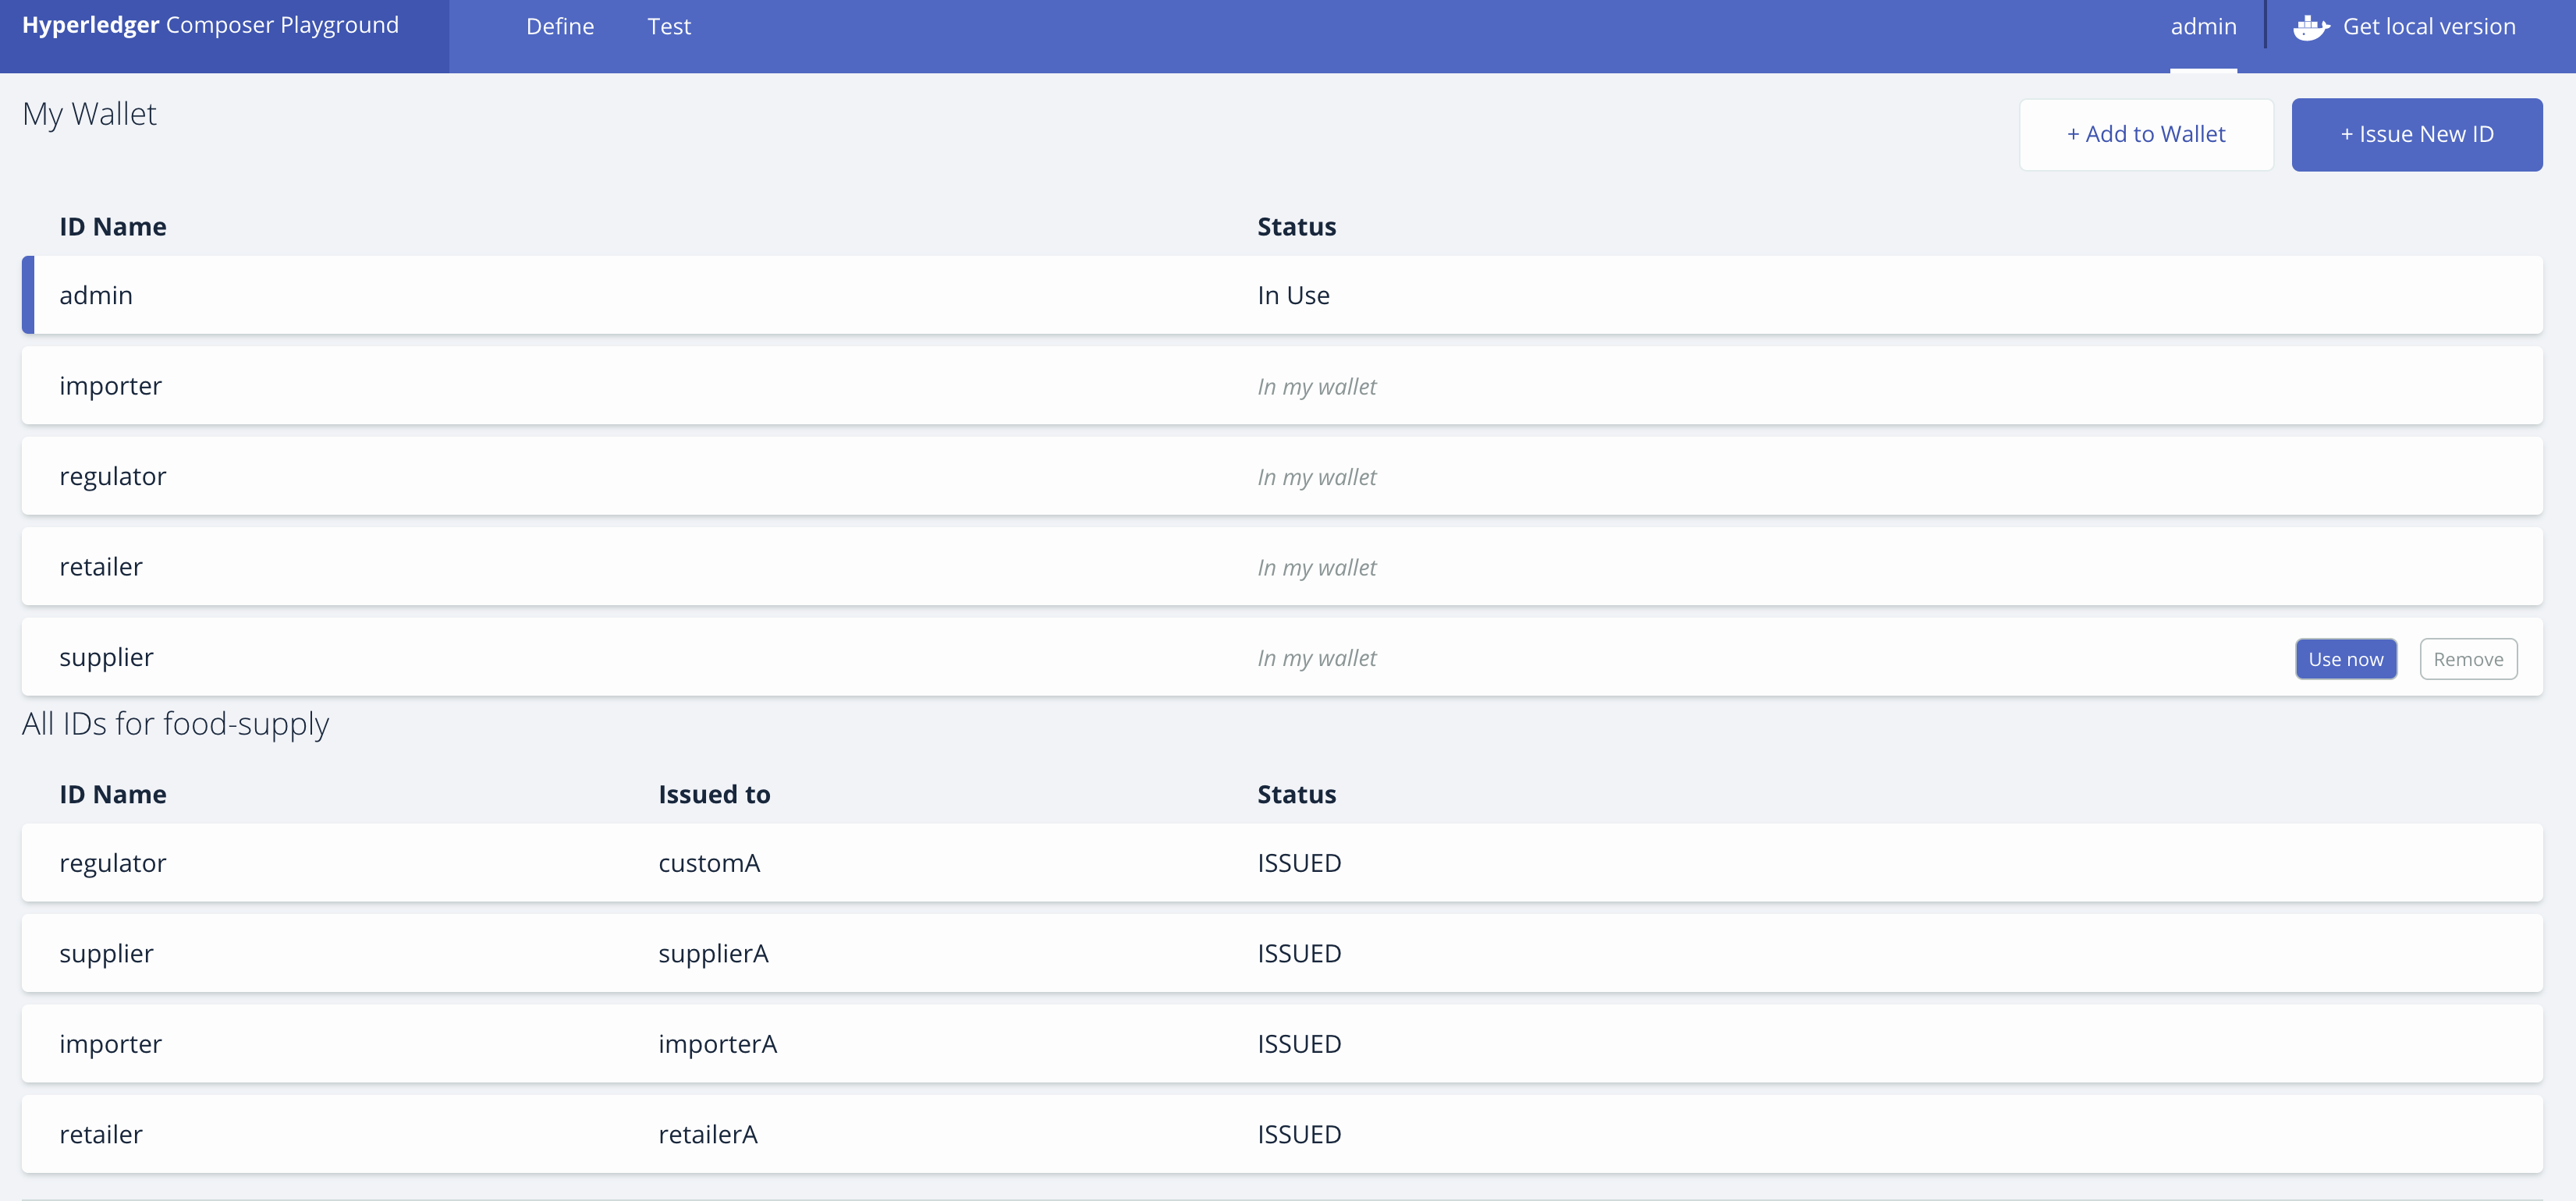 Hyperledger Composer Playground Define Test admin Get local version
My Wallet
+ Add to Wallet + Issue New ID
ID Name Status
admin In Use
importer In my wallet
regulator In my wallet
retailer In my wallet
supplier In my wallet Use now Remove
All IDs for food-supply
ID Name Issued to Status
regulator customA ISSUED
supplier supplierA ISSUED
importer importerA ISSUED
retailer retailerA ISSUED